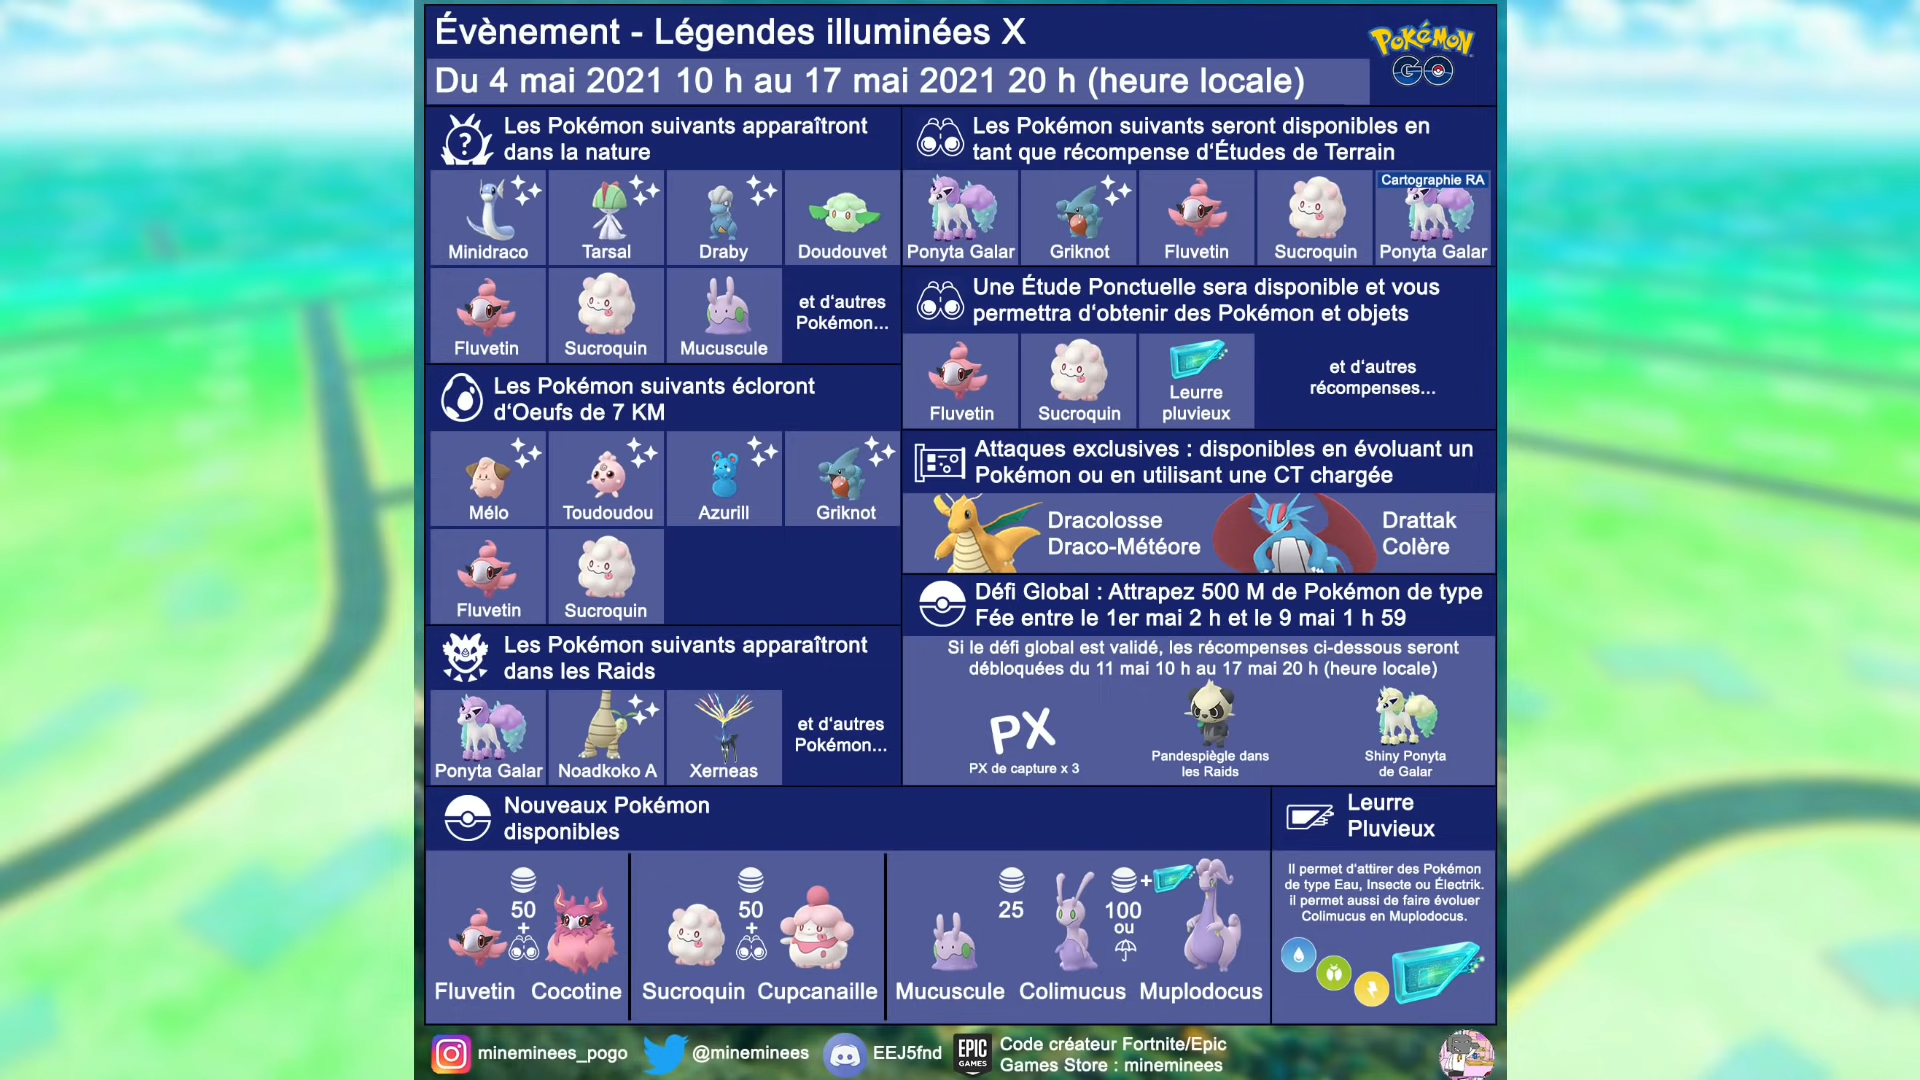 Évènement - Légendes illuminées X
Du 4 mai 2021 10 h au 17 mai 2021 20 h (heure locale)
POKÉMON
GO
Les Pokémon suivants apparaîtront
dans la nature
Minidraco
Tarsal
Draby
Doudouvet
Fluvetin
Sucroquin
Mucuscule
et d'autres
Pokémon...
Les Pokémon suivants écloront
d'Oeufs de 7 KM
Mélo
Toudoudou
Azurill
Griknot
Fluvetin
Sucroquin
Les Pokémon suivants apparaîtront
dans les Raids
Ponyta Galar
Noadkoko A
Xerneas
et d'autres
Pokémon...
Les Pokémon suivants seront disponibles en
tant que récompense d'Études de Terrain
Ponyta Galar
Griknot
Fluvetin
Sucroquin
Cartographie RA
Ponyta Galar
Une Étude Ponctuelle sera disponible et vous
permettra d'obtenir des Pokémon et objets
Fluvetin
Sucroquin
Leurre
pluvieux
et d'autres
récompenses...
Attaques exclusives : disponibles en évoluant un
Pokémon ou en utilisant une CT chargée
Dracolosse
Draco-Météore
Drattak
Colère
Défi Global : Attrapez 500 M de Pokémon de type
Fée entre le 1er mai 2 h et le 9 mai 1 h 59
Si le défi global est validé, les récompenses ci-dessous seront
débloquées du 11 mai 10 h au 17 mai 20 h (heure locale)
PX
PX de capture x 3
Pandespiègle dans
les Raids
Shiny Ponyta
de Galar
Nouveaux Pokémon
disponibles
50
+
Fluvetin Cocotine
50
+
Sucroquin Cupcanaille
25
+
100
ou
Mucuscule Colimucus Muplodocus
Leurre
Pluvieux
Il permet d'attirer des Pokémon
de type Eau, Insecte ou Électrik.
il permet aussi de faire évoluer
Colimucus en Muplodocus.
mineminees_pogo
@mineminees
EEJ5fnd
EPIC
GAMES
Code créateur Fortnite/Epic
Games Store : mineminees